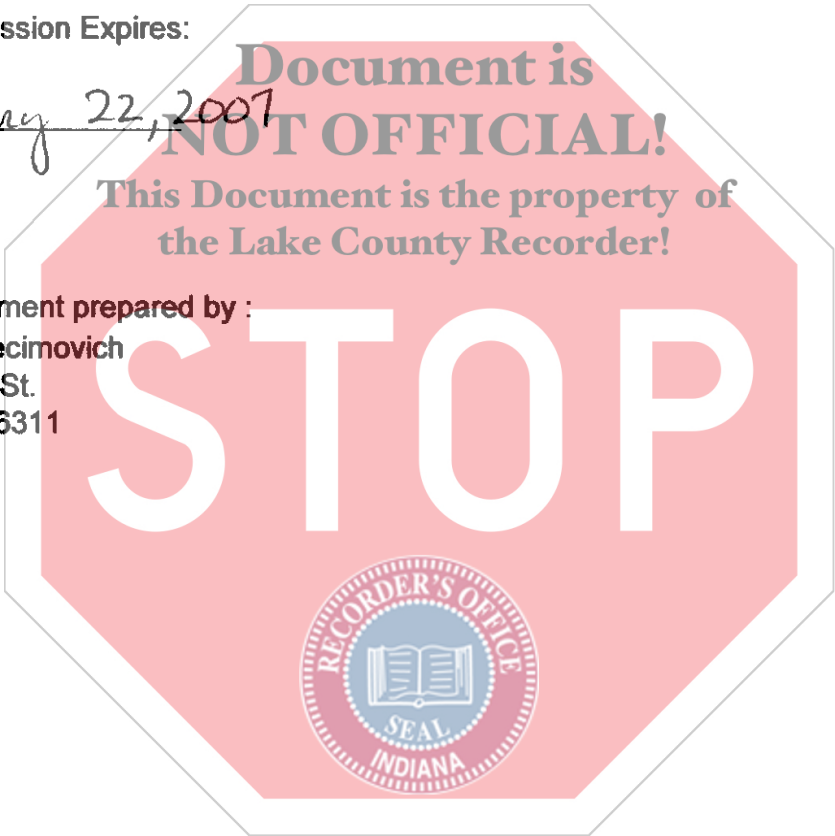 ssion Expires:
Document is
ry 22, 2007
NOT OFFICIAL!
This Document is the property of
the Lake County Recorder!
ment prepared by :
ecimovich
St.
6311
STOP
RECORDER'S OFFICE
SEAL
INDIANA